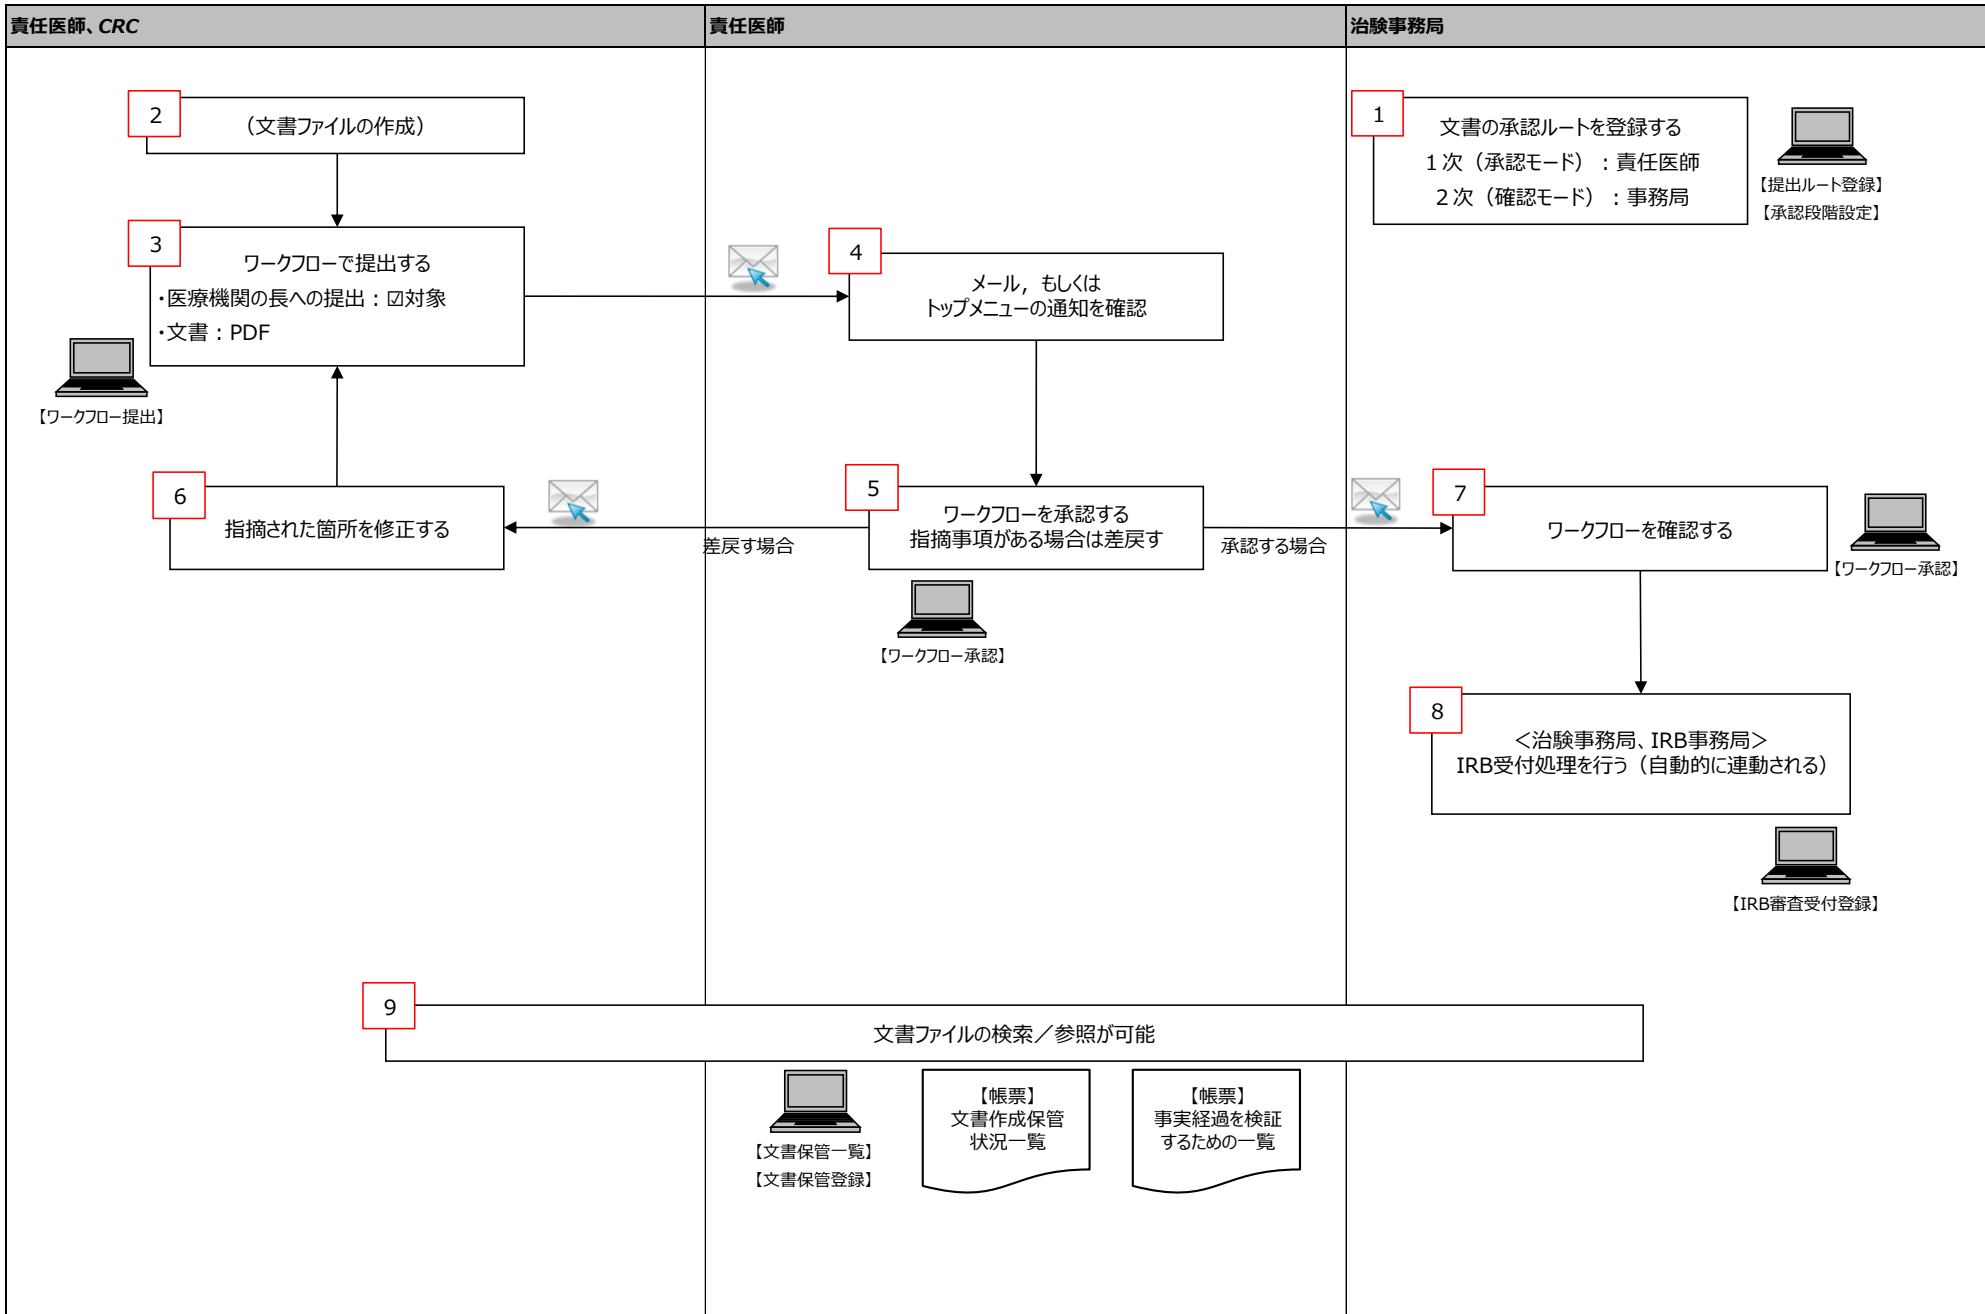 責任医師、CRC
責任医師
治験事務局
2
（文書ファイルの作成）
1
文書の承認ルートを登録する
１次（承認モード）：責任医師
２次（確認モード）：事務局
【提出ルート登録】
【承認段階設定】
3
ワークフローで提出する
・医療機関の長への提出：☑対象
・文書：PDF
【ワークフロー提出】
4
メール，もしくは
トップメニューの通知を確認
6
指摘された箇所を修正する
差戻す場合
5
ワークフローを承認する
指摘事項がある場合は差戻す
【ワークフロー承認】
承認する場合
7
ワークフローを確認する
【ワークフロー承認】
8
＜治験事務局、IRB事務局＞
IRB受付処理を行う（自動的に連動される）
【IRB審査受付登録】
9
文書ファイルの検索／参照が可能
【文書保管一覧】
【文書保管登録】
【帳票】
文書作成保管
状況一覧
【帳票】
事実経過を検証
するための一覧